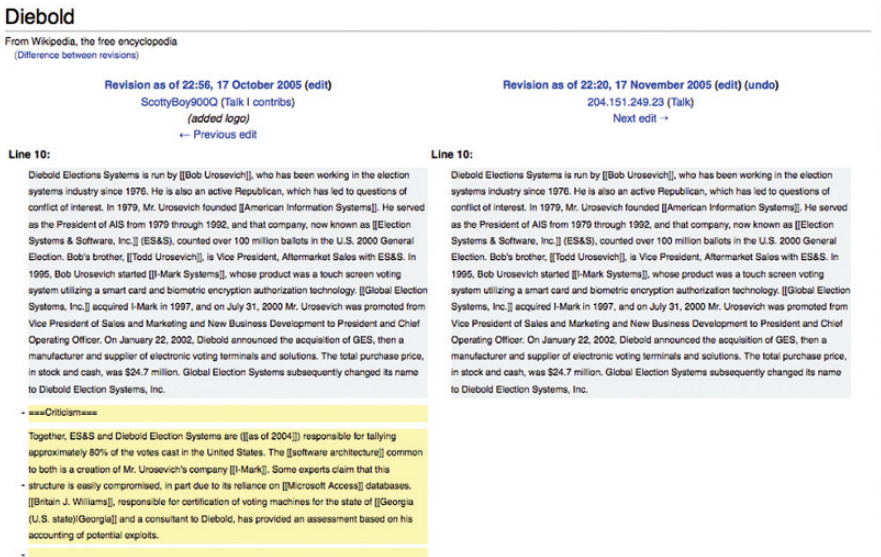 Diebold
From Wikipedia, the free encyclopedia
(Difference between revisions)
Revision as of 22:56, 17 October 2005 (edit)
ScottyBoy900Q (Talk | contribs)
(added logo)
← Previous edit
Line 10:
Diebold Elections Systems is run by [[Bob Urosevich]], who has been working in the election
systems industry since 1976. He is also an active Republican, which has led to questions of
conflict of interest. In 1979, Mr. Urosevich founded [[American Information Systems]]. He served
as the President of AIS from 1979 through 1992, and that company, now known as [[Election
Systems & Software, Inc.]] (ES&S), counted over 100 million ballots in the U.S. 2000 General
Election. Bob's brother, [[Todd Urosevich]], is Vice President, Aftermarket Sales with ES&S. In
1995, Bob Urosevich started [[I-Mark Systems]], whose product was a touch screen voting
system utilizing a smart card and biometric encryption authorization technology. [[Global Election
Systems, Inc.]] acquired I-Mark in 1997, and on July 31, 2000 Mr. Urosevich was promoted from
Vice President of Sales and Marketing and New Business Development to President and Chief
Operating Officer. On January 22, 2002, Diebold announced the acquisition of GES, then a
manufacturer and supplier of electronic voting terminals and solutions. The total purchase price,
in stock and cash, was $24.7 million. Global Election Systems subsequently changed its name
to Diebold Election Systems, Inc.
- ===Criticism===
Together, ES&S and Diebold Election Systems are ([[as of 2004]]) responsible for tallying
approximately 80% of the votes cast in the United States. The [[software architecture]] common
to both is a creation of Mr. Urosevich's company [[I-Mark]]. Some experts claim that this
- structure is easily compromised, in part due to its reliance on [[Microsoft Access]] databases.
[[Britain J. Williams]], responsible for certification of voting machines for the state of [[Georgia
(U.S. state)|Georgia]] and a consultant to Diebold, has provided an assessment based on his
accounting of potential exploits.
-
Revision as of 22:20, 17 November 2005 (edit) (undo)
204.151.249.23 (Talk)
Next edit →
Line 10:
Diebold Elections Systems is run by [[Bob Urosevich]], who has been working in the election
systems industry since 1976. He is also an active Republican, which has led to questions of
conflict of interest. In 1979, Mr. Urosevich founded [[American Information Systems]]. He served
as the President of AIS from 1979 through 1992, and that company, now known as [[Election
Systems & Software, Inc.]] (ES&S), counted over 100 million ballots in the U.S. 2000 General
Election. Bob's brother, [[Todd Urosevich]], is Vice President, Aftermarket Sales with ES&S. In
1995, Bob Urosevich started [[I-Mark Systems]], whose product was a touch screen voting
system utilizing a smart card and biometric encryption authorization technology. [[Global Election
Systems, Inc.]] acquired I-Mark in 1997, and on July 31, 2000 Mr. Urosevich was promoted from
Vice President of Sales and Marketing and New Business Development to President and Chief
Operating Officer. On January 22, 2002, Diebold announced the acquisition of GES, then a
manufacturer and supplier of electronic voting terminals and solutions. The total purchase price,
in stock and cash, was $24.7 million. Global Election Systems subsequently changed its name
to Diebold Election Systems, Inc.